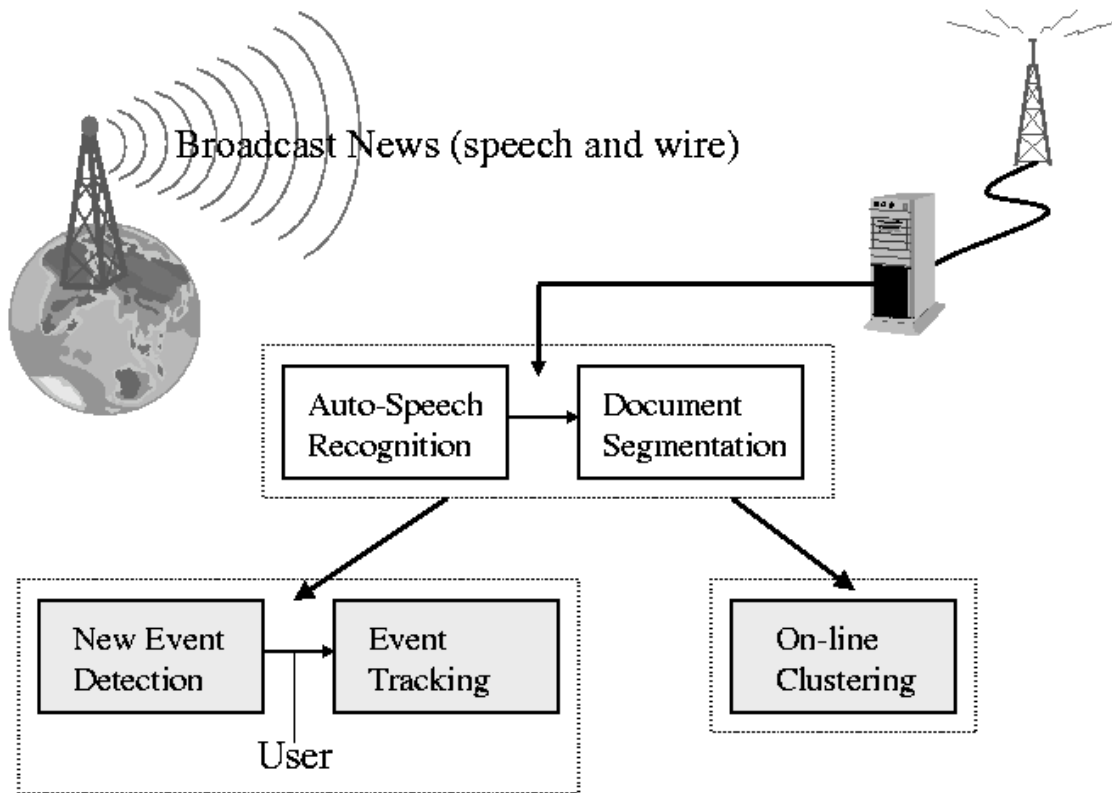 Broadcast News (speech and wire)
Auto-Speech
Recognition
Document
Segmentation
New Event
Detection
Event
Tracking
User
On-line
Clustering